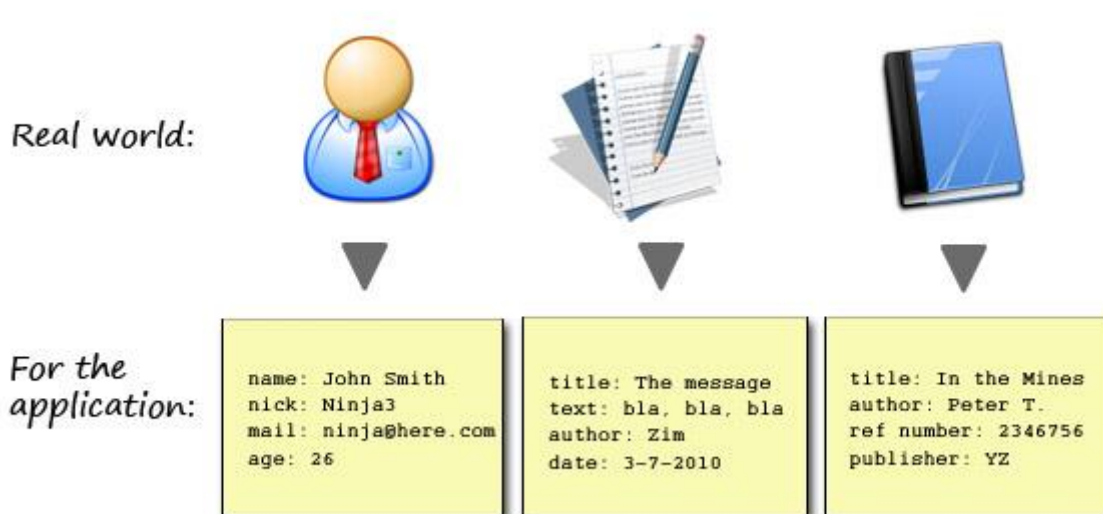 Real world:
For the
application:
name: John Smith
nick: Ninja3
mail: ninja@here.com
age: 26
title: The message
text: bla, bla, bla
author: Zim
date: 3-7-2010
title: In the Mines
author: Peter T.
ref number: 2346756
publisher: YZ